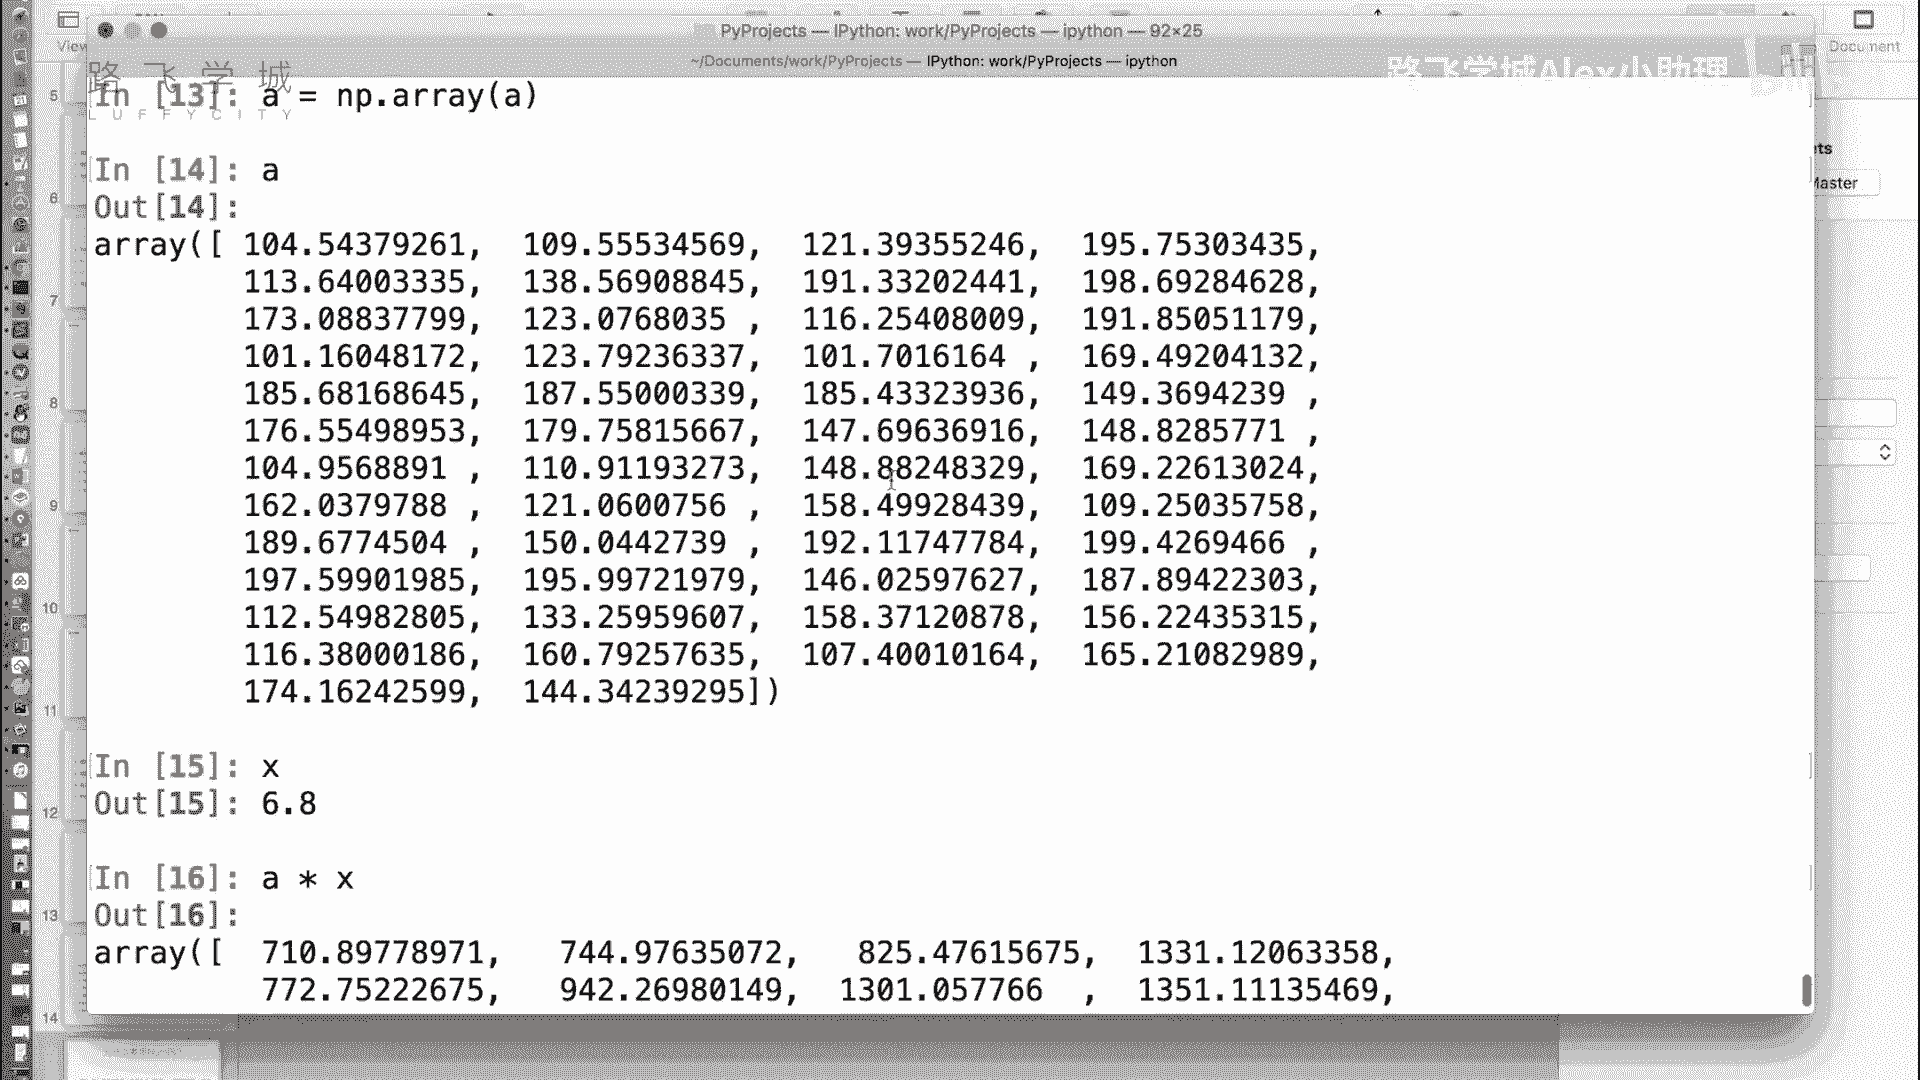 PyProjects — IPython: work/PyProjects — ipython — 92×25
View
Document
~/Documents/work/PyProjects — IPython: work/PyProjects — ipython
路飞学城
LUFFYCITY
路飞学城Alex小助理
In [13]: a = np.array(a)
In [14]: a
Out[14]:
array([ 104.54379261,  109.55534569,  121.39355246,  195.75303435,
113.64003335,  138.56908845,  191.33202441,  198.69284628,
173.08837799,  123.0768035 ,  116.25408009,  191.85051179,
101.16048172,  123.79236337,  101.7016164 ,  169.49204132,
185.68168645,  187.55000339,  185.43323936,  149.3694239 ,
176.55498953,  179.75815667,  147.69636916,  148.8285771 ,
104.9568891 ,  110.91193273,  148.88248329,  169.22613024,
162.0379788 ,  121.0600756 ,  158.49928439,  109.25035758,
189.6774504 ,  150.0442739 ,  192.11747784,  199.4269466 ,
197.59901985,  195.99721979,  146.02597627,  187.89422303,
112.54982805,  133.25959607,  158.37120878,  156.22435315,
116.38000186,  160.79257635,  107.40010164,  165.21082989,
174.16242599,  144.34239295])
In [15]: x
Out[15]: 6.8
In [16]: a * x
Out[16]:
array([  710.89778971,   744.97635072,   825.47615675,  1331.12063358,
772.75222675,   942.26980149,  1301.057766  ,  1351.11135469,
5
6
7
8
9
10
11
12
13
14
ts
Master